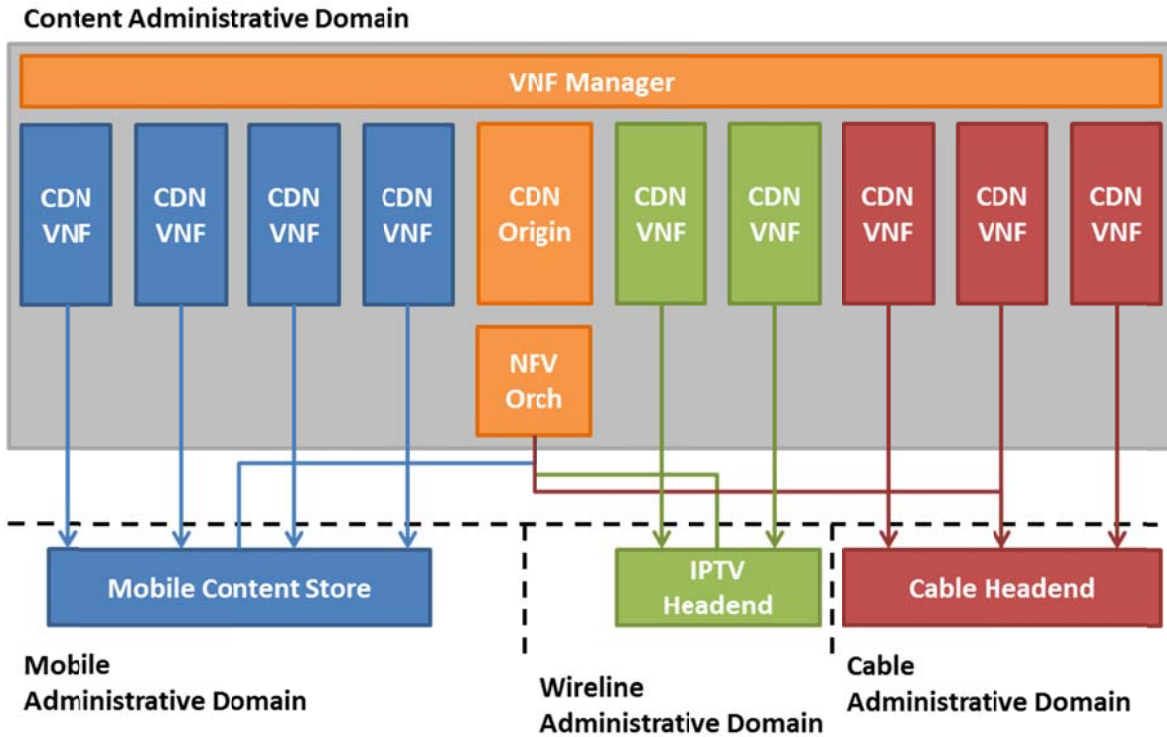 Content Administrative Domain
VNF Manager
CDN
VNF
CDN
VNF
CDN
VNF
CDN
VNF
CDN
Origin
CDN
VNF
CDN
VNF
CDN
VNF
CDN
VNF
CDN
VNF
NFV
Orch
Mobile Content Store
IPTV
Headend
Cable Headend
Mobile
Administrative Domain
Wireline
Administrative Domain
Cable
Administrative Domain